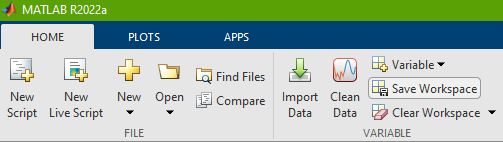 MATLAB R2022a
HOME PLOTS APPS
New Script
New Live Script
New
Open
Find Files
Compare
FILE
Import Data
Clean Data
Variable
Save Workspace
Clear Workspace
VARIABLE